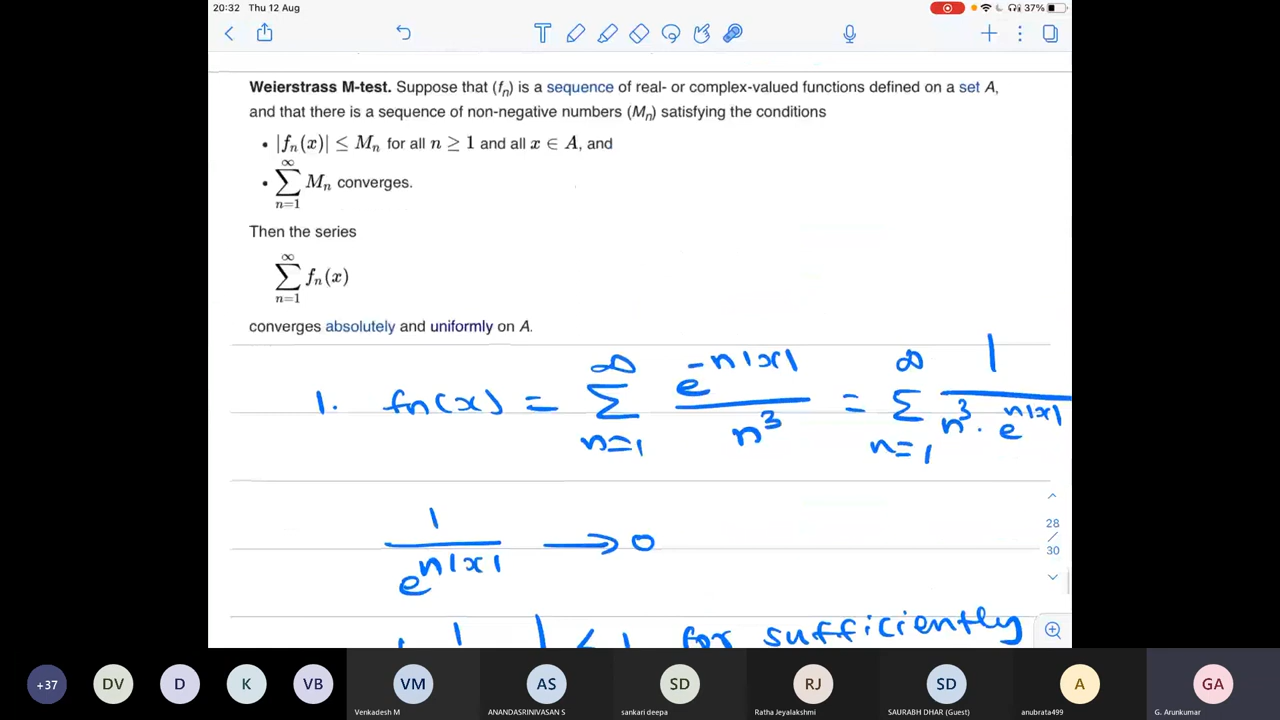 20:32 Thu 12 Aug
37%
T
Weierstrass M-test. Suppose that (fₙ) is a sequence of real- or complex-valued functions defined on a set A,
and that there is a sequence of non-negative numbers (Mₙ) satisfying the conditions
• |fₙ(x)| ≤ Mₙ for all n ≥ 1 and all x ∈ A, and
• ∑_{n=1}^{∞} Mₙ converges.
Then the series
∑_{n=1}^{∞} fₙ(x)
converges absolutely and uniformly on A.
1. fn(x) = ∑_{n=1}^{∞} e^{-n|x|} / n³ = ∑_{n=1}^{∞} 1 / (n³ · e^{n|x|})
28 / 30
1 / e^{n|x|} → 0
1 | < 1 for sufficiently
+37
DV
D
K
VB
VM
AS
SD
RJ
SD
A
GA
Venkadesh M
ANANDASRINIVASAN S
sankari deepa
Ratha Jeyalakshmi
SAURABH DHAR (Guest)
anubrata499
G. Arunkumar